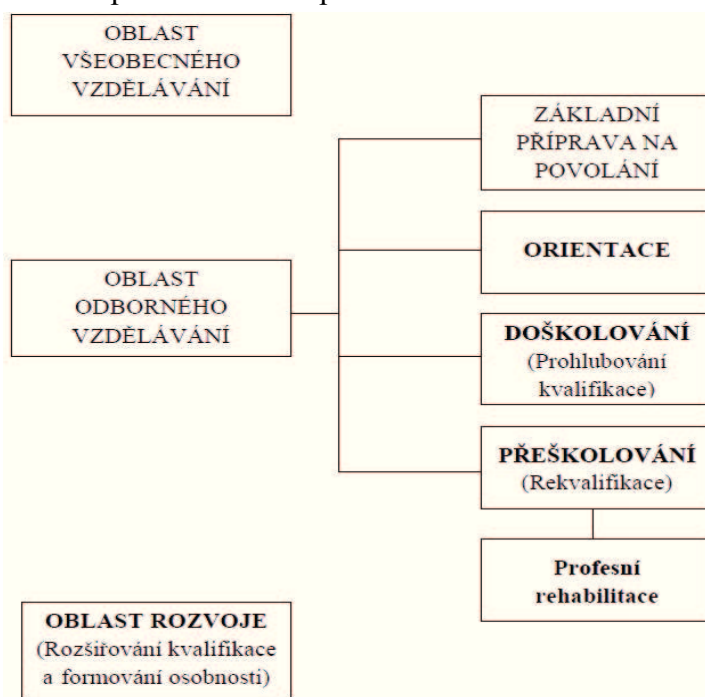 OBLAST
VŠEOBECNÉHO
VZDĚLÁVÁNÍ
ZÁKLADNÍ
PŘÍPRAVA NA
POVOLÁNÍ
ORIENTACE
OBLAST
ODBORNÉHO
VZDĚLÁVÁNÍ
DOŠKOLOVÁNÍ
(Prohlubování
kvalifikace)
PŘEŠKOLOVÁNÍ
(Rekvalifikace)
Profesní
rehabilitace
OBLAST ROZVOJE
(Rozšiřování kvalifikace
a formování osobnosti)